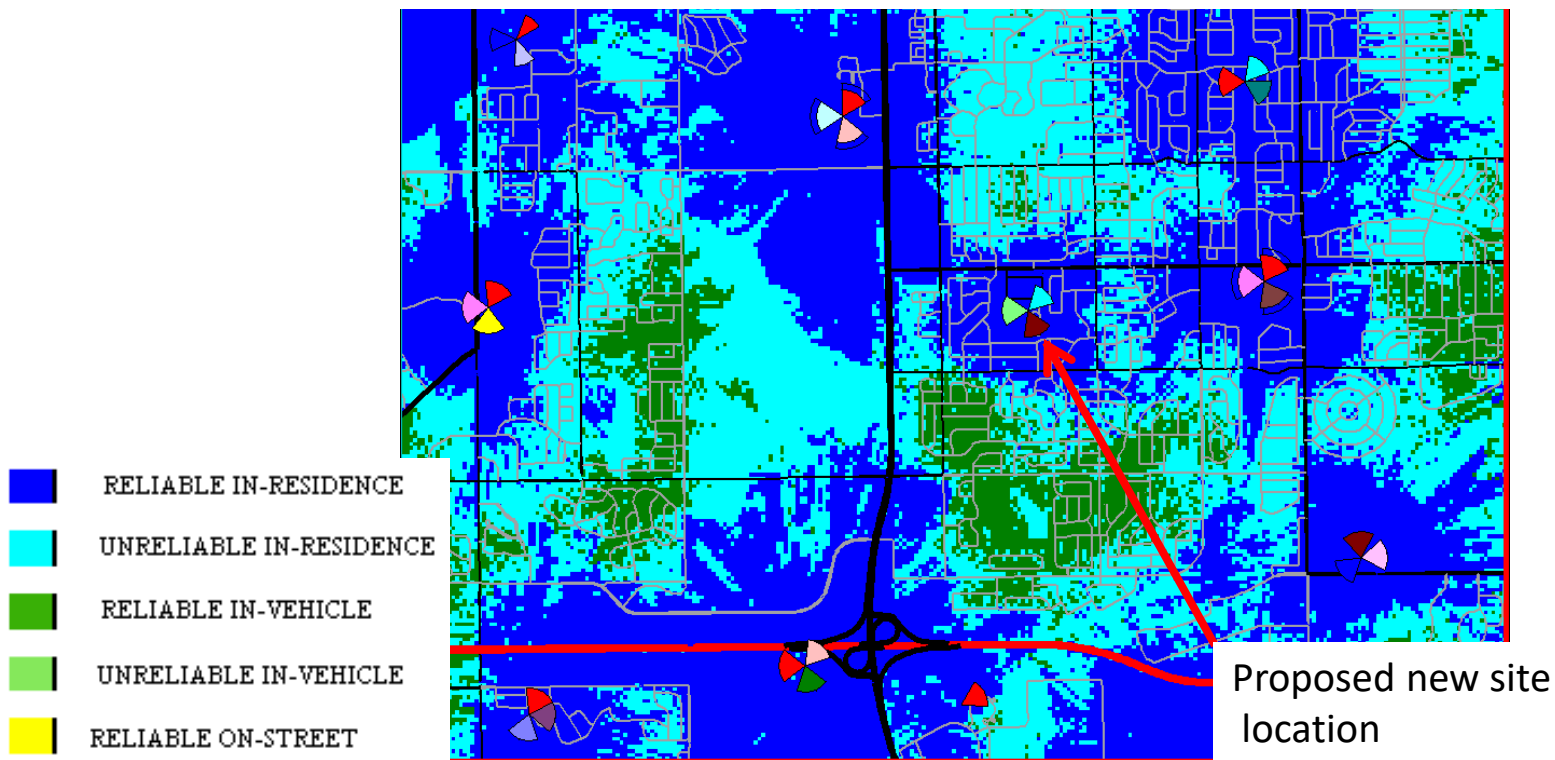 RELIABLE IN-RESIDENCE
UNRELIABLE IN-RESIDENCE
RELIABLE IN-VEHICLE
UNRELIABLE IN-VEHICLE
RELIABLE ON-STREET
Proposed new site
location